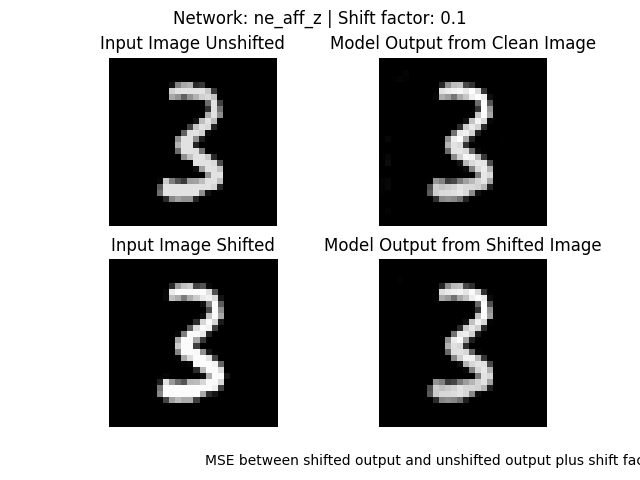 Network: ne_aff_z | Shift factor: 0.1
Input Image Unshifted
Model Output from Clean Image
Input Image Shifted
Model Output from Shifted Image
MSE between shifted output and unshifted output plus shift fac